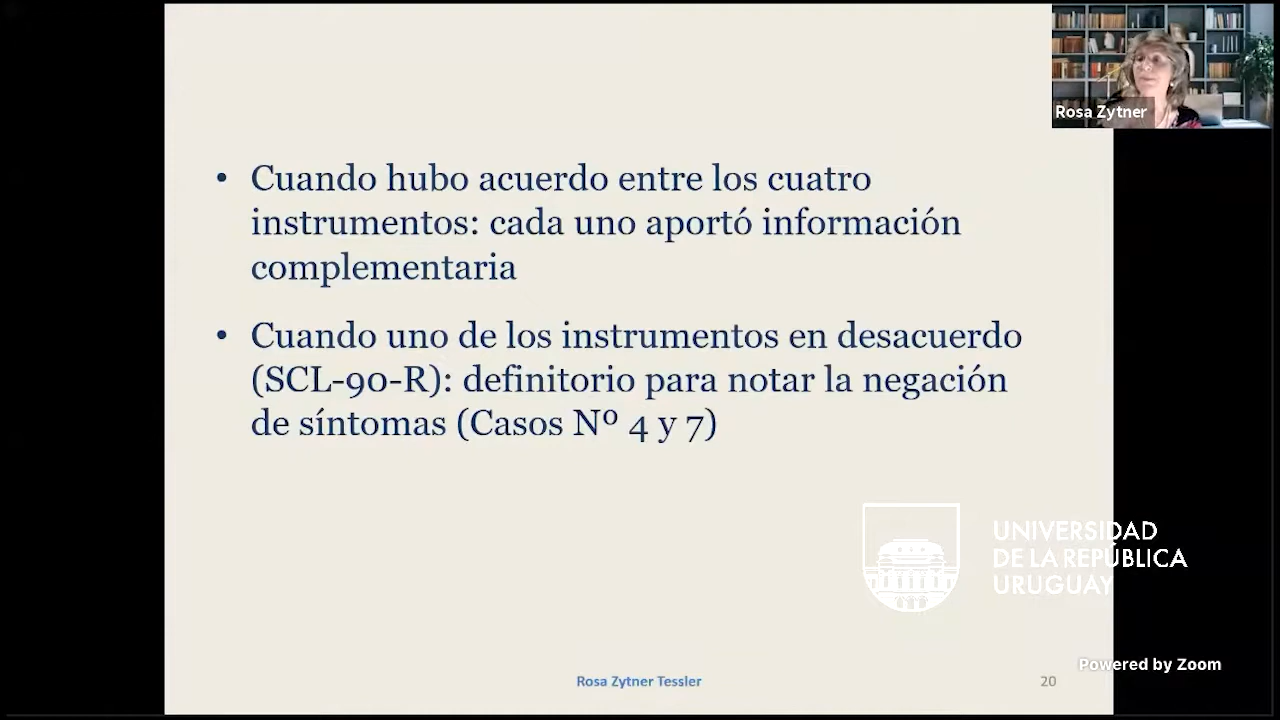 Rosa Zytner
• Cuando hubo acuerdo entre los cuatro
instrumentos: cada uno aportó información
complementaria
• Cuando uno de los instrumentos en desacuerdo
(SCL-90-R): definitorio para notar la negación
de síntomas (Casos Nº 4 y 7)
UNIVERSIDAD
DE LA REPÚBLICA
URUGUAY
Powered by Zoom
Rosa Zytner Tessler
20